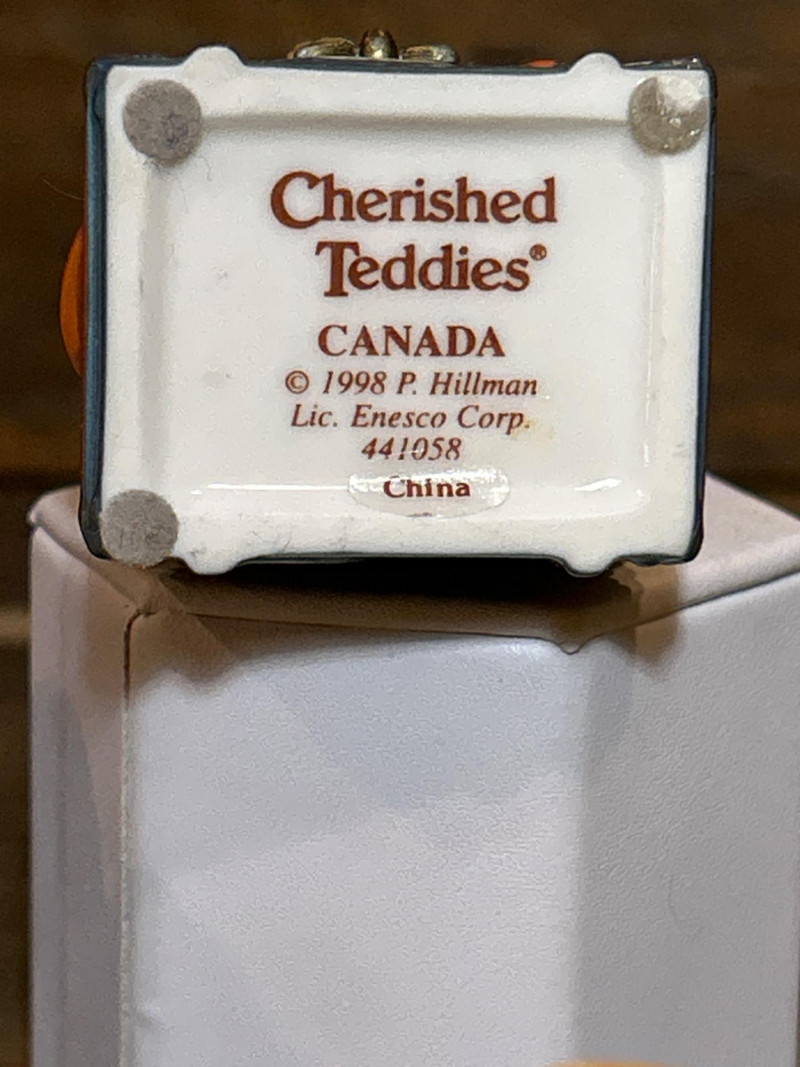 Cherished
Teddies®
CANADA
© 1998 P. Hillman
Lic. Enesco Corp.
441058
China